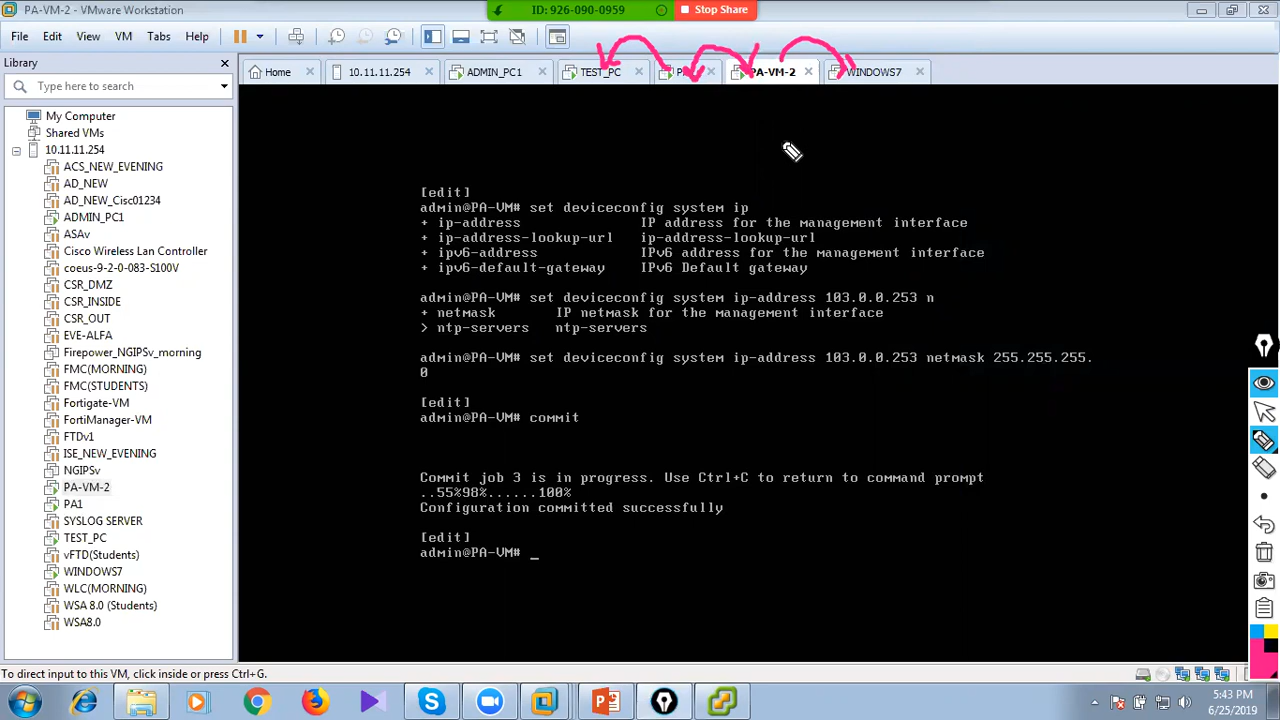 PA-VM-2 - VMware Workstation
ID: 926-090-0959
Stop Share
File Edit View VM Tabs Help
Library
Type here to search
My Computer
Shared VMs
10.11.11.254
ACS_NEW_EVENING
AD_NEW
AD_NEW_Cisc01234
ADMIN_PC1
ASAv
Cisco Wireless Lan Controller
coeus-9-2-0-083-S100V
CSR_DMZ
CSR_INSIDE
CSR_OUT
EVE-ALFA
Firepower_NGIPSv_morning
FMC(MORNING)
FMC(STUDENTS)
Fortigate-VM
FortiManager-VM
FTDv1
ISE_NEW_EVENING
NGIPSv
PA-VM-2
PA1
SYSLOG SERVER
TEST_PC
vFTD(Students)
WINDOWS7
WLC(MORNING)
WSA 8.0 (Students)
WSA8.0
Home 10.11.11.254 ADMIN_PC1 TEST_PC PA-VM-2 WINDOWS7
[edit]
admin@PA-VM# set deviceconfig system ip
+ ip-address IP address for the management interface
+ ip-address-lookup-url ip-address-lookup-url
+ ipv6-address IPv6 address for the management interface
+ ipv6-default-gateway IPv6 Default gateway
admin@PA-VM# set deviceconfig system ip-address 103.0.0.253 n
+ netmask IP netmask for the management interface
> ntp-servers ntp-servers
admin@PA-VM# set deviceconfig system ip-address 103.0.0.253 netmask 255.255.255.
0
[edit]
admin@PA-VM# commit
Commit job 3 is in progress. Use Ctrl+C to return to command prompt
..55%98%......100%
Configuration committed successfully
[edit]
admin@PA-VM# _
To direct input to this VM, click inside or press Ctrl+G.
5:43 PM
6/25/2019